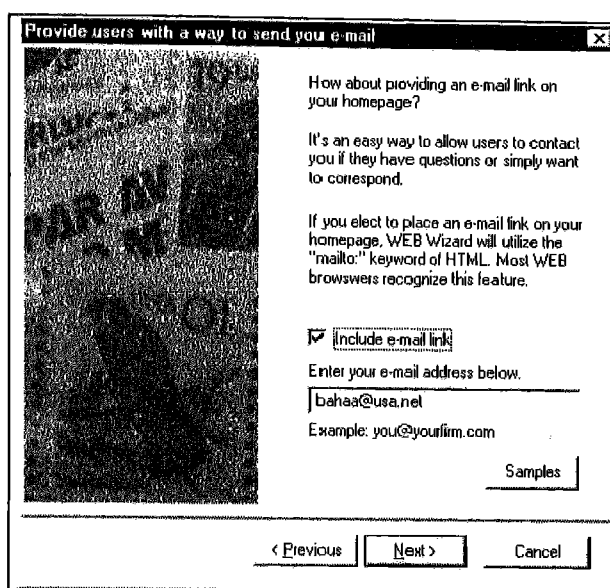 Provide users with a way to send you e-mail
How about providing an e-mail link on
your homepage?
It's an easy way to allow users to contact
you if they have questions or simply want
to correspond.
If you elect to place an e-mail link on your
homepage, WEB Wizard will utilize the
"mailto:" keyword of HTML. Most WEB
browswers recognize this feature.
Include e-mail link
Enter your e-mail address below.
bahaa@usa.net
Example: you@yourfirm.com
Samples
< Previous Next > Cancel
PAR AV